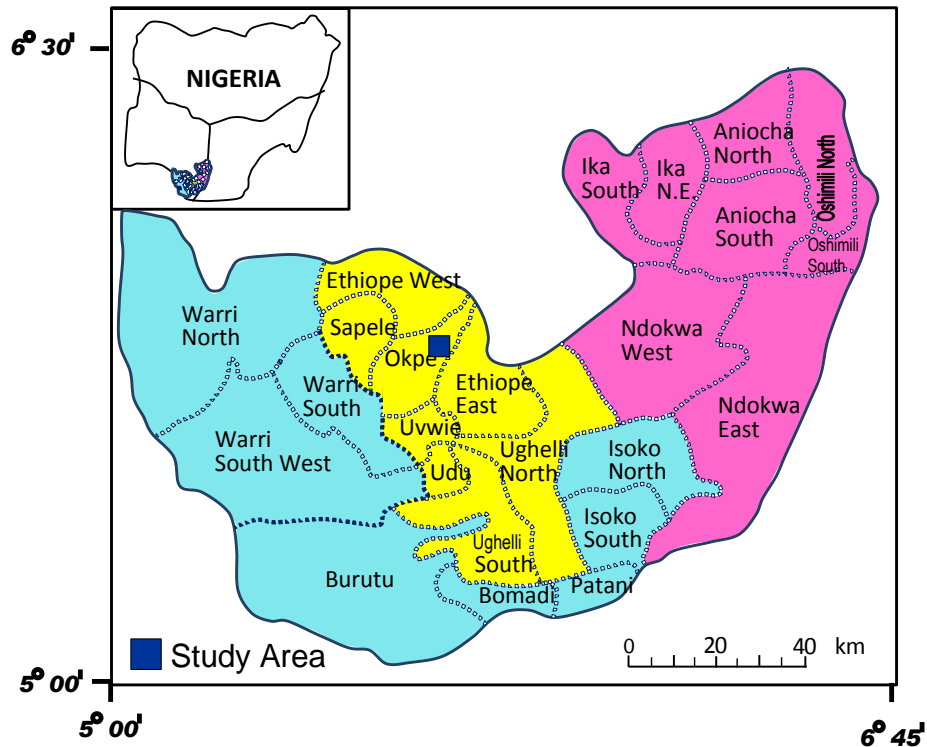 6° 30'
NIGERIA
Aniocha
North
Oshimili North
Ika
South
Ika
N.E.
Aniocha
South
Oshimili
South
Ethiope West
Warri
North
Sapele
Ndokwa
West
Okpe
Warri
South
Ethiope
East
Ndokwa
East
Uvwie
Warri
South West
Ughelli
North
Isoko
North
Udu
Isoko
South
Ughelli
South
Burutu
Bomadi
Patani
Study Area
0 20 40 km
5° 00'
5° 00'
6° 45'